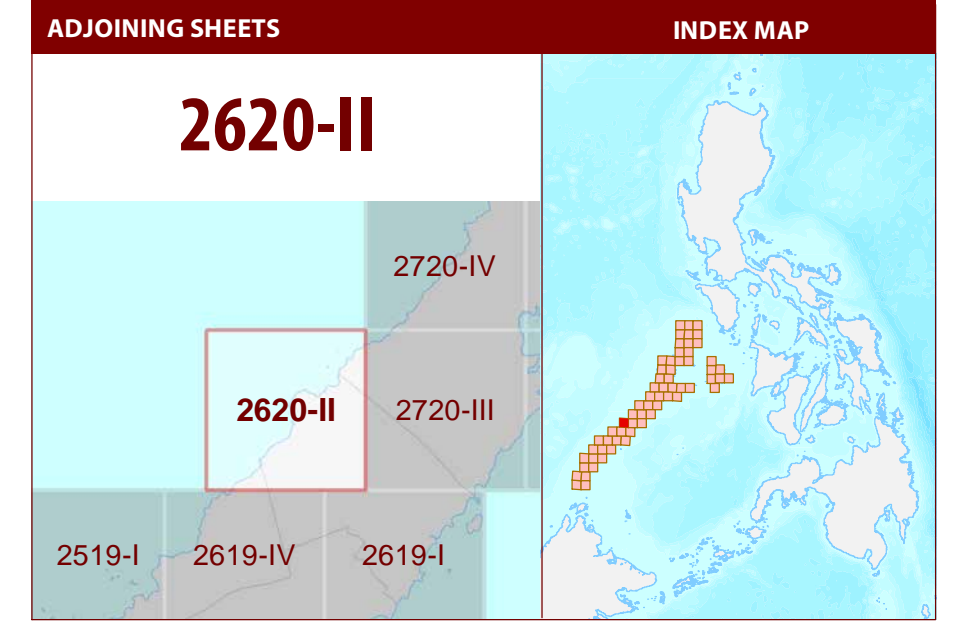 ADJOINING SHEETS
INDEX MAP
2620-II
2720-IV
2620-II
2720-III
2519-I
2619-IV
2619-I